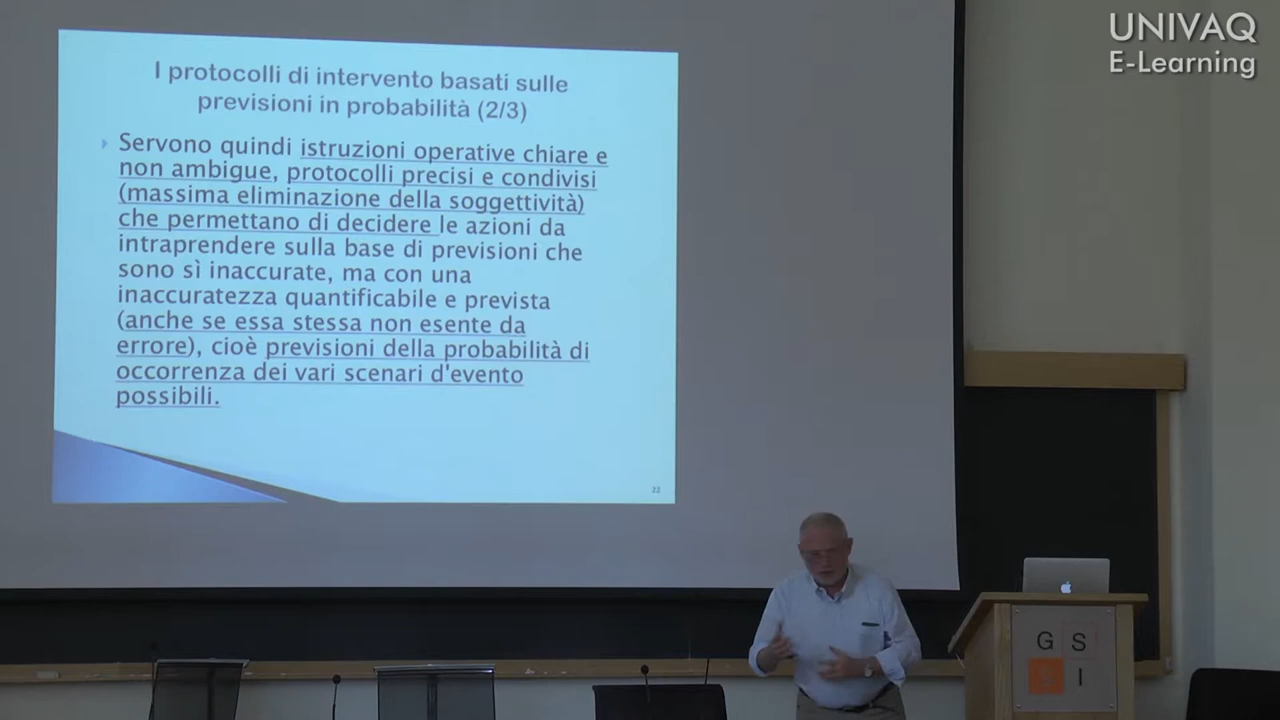 UNIVAQ
E-Learning
I protocolli di intervento basati sulle
previsioni in probabilità (2/3)
Servono quindi istruzioni operative chiare e
non ambigue, protocolli precisi e condivisi
(massima eliminazione della soggettività)
che permettano di decidere le azioni da
intraprendere sulla base di previsioni che
sono sì inaccurate, ma con una
inaccuratezza quantificabile e prevista
(anche se essa stessa non esente da
errore), cioè previsioni della probabilità di
occorrenza dei vari scenari d'evento
possibili.
22
G S
I